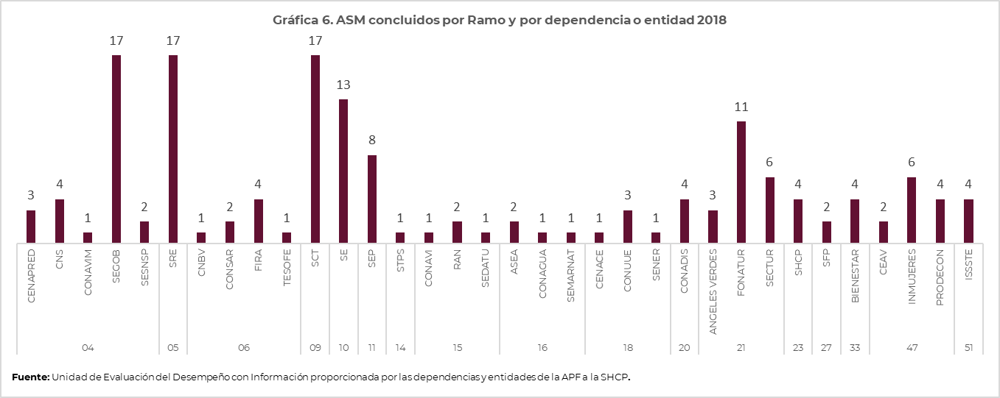 Gráfica 6. ASM concluidos por Ramo y por dependencia o entidad 2018
3
4
1
17
2
17
1
2
4
1
17
13
8
1
1
2
1
2
1
1
1
3
1
4
3
11
6
4
2
4
2
6
4
4
CENAPRED
CNS
CONAVIM
SEGOB
SESNSP
SRE
CNBV
CONSAR
FIRA
TESOFE
SCT
SE
SEP
STPS
CONAVI
RAN
SEDATU
ASEA
CONAGUA
SEMARNAT
CENACE
CONUUE
SENER
CONADIS
ANGELES VERDES
FONATUR
SECTUR
SHCP
SFP
BIENESTAR
CEAV
INMUJERES
PRODECON
ISSSTE
04
05
06
09
10
11
14
15
16
18
20
21
23
27
33
47
51
Fuente: Unidad de Evaluación del Desempeño con Información proporcionada por las dependencias y entidades de la APF a la SHCP.